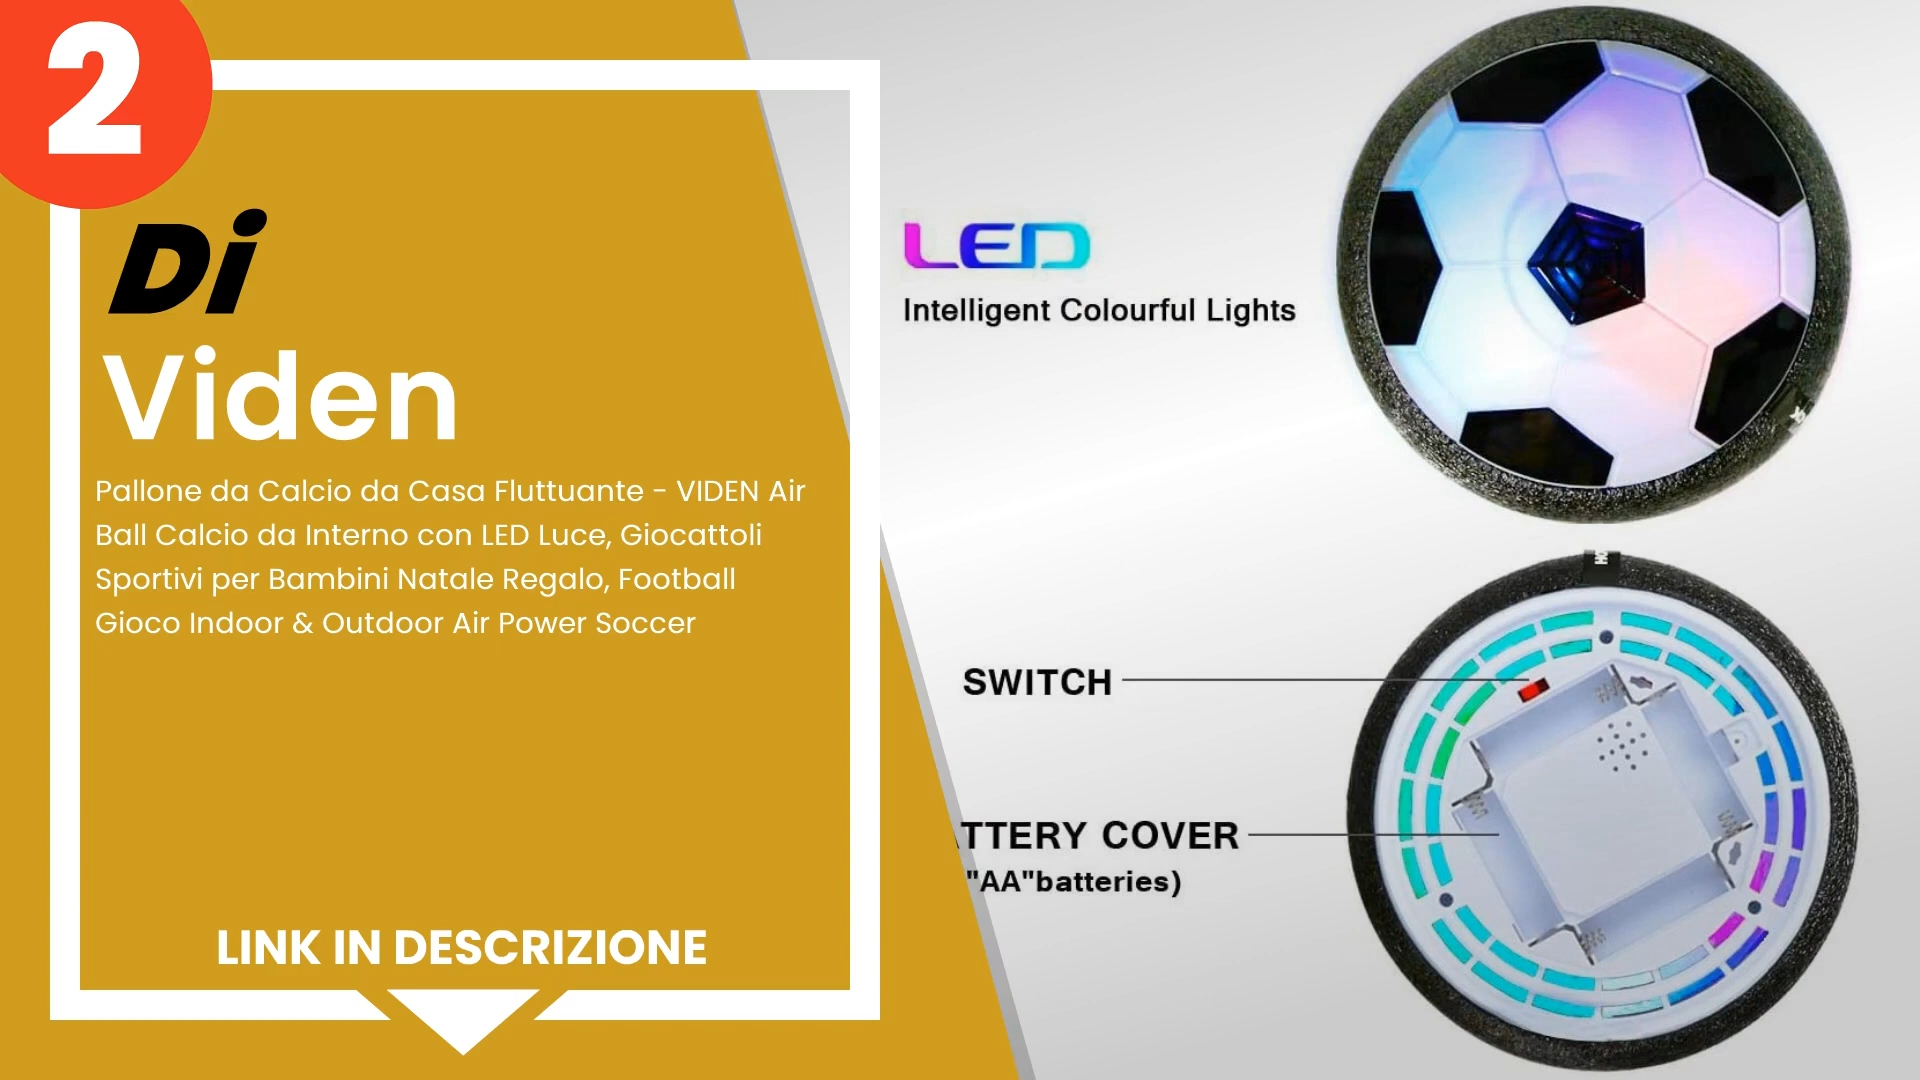 2
Di
Viden
Pallone da Calcio da Casa Fluttuante - VIDEN Air
Ball Calcio da Interno con LED Luce, Giocattoli
Sportivi per Bambini Natale Regalo, Football
Gioco Indoor & Outdoor Air Power Soccer
LINK IN DESCRIZIONE
LED
Intelligent Colourful Lights
SWITCH
TTERY COVER
"AA"batteries)